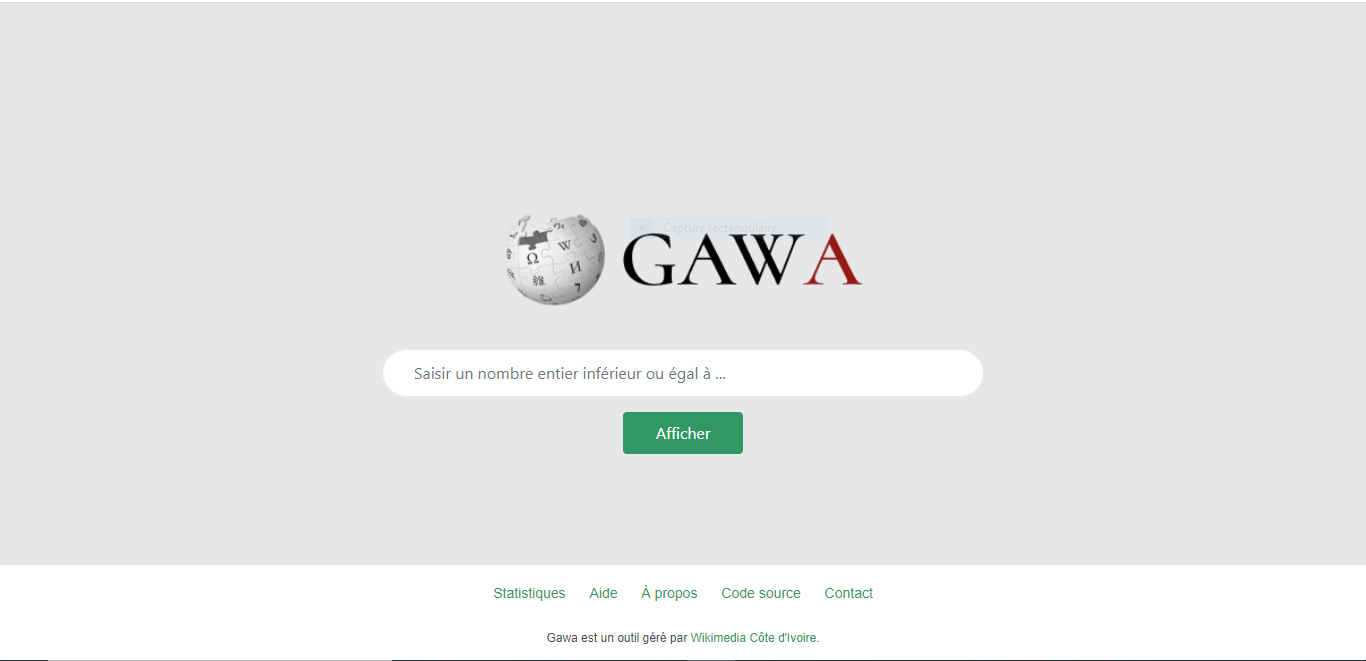 Capture rectangulaire
Ω W И 維
GAWA
Saisir un nombre entier inférieur ou égal à ...
Afficher
Statistiques Aide À propos Code source Contact
Gawa est un outil géré par Wikimedia Côte d'Ivoire.